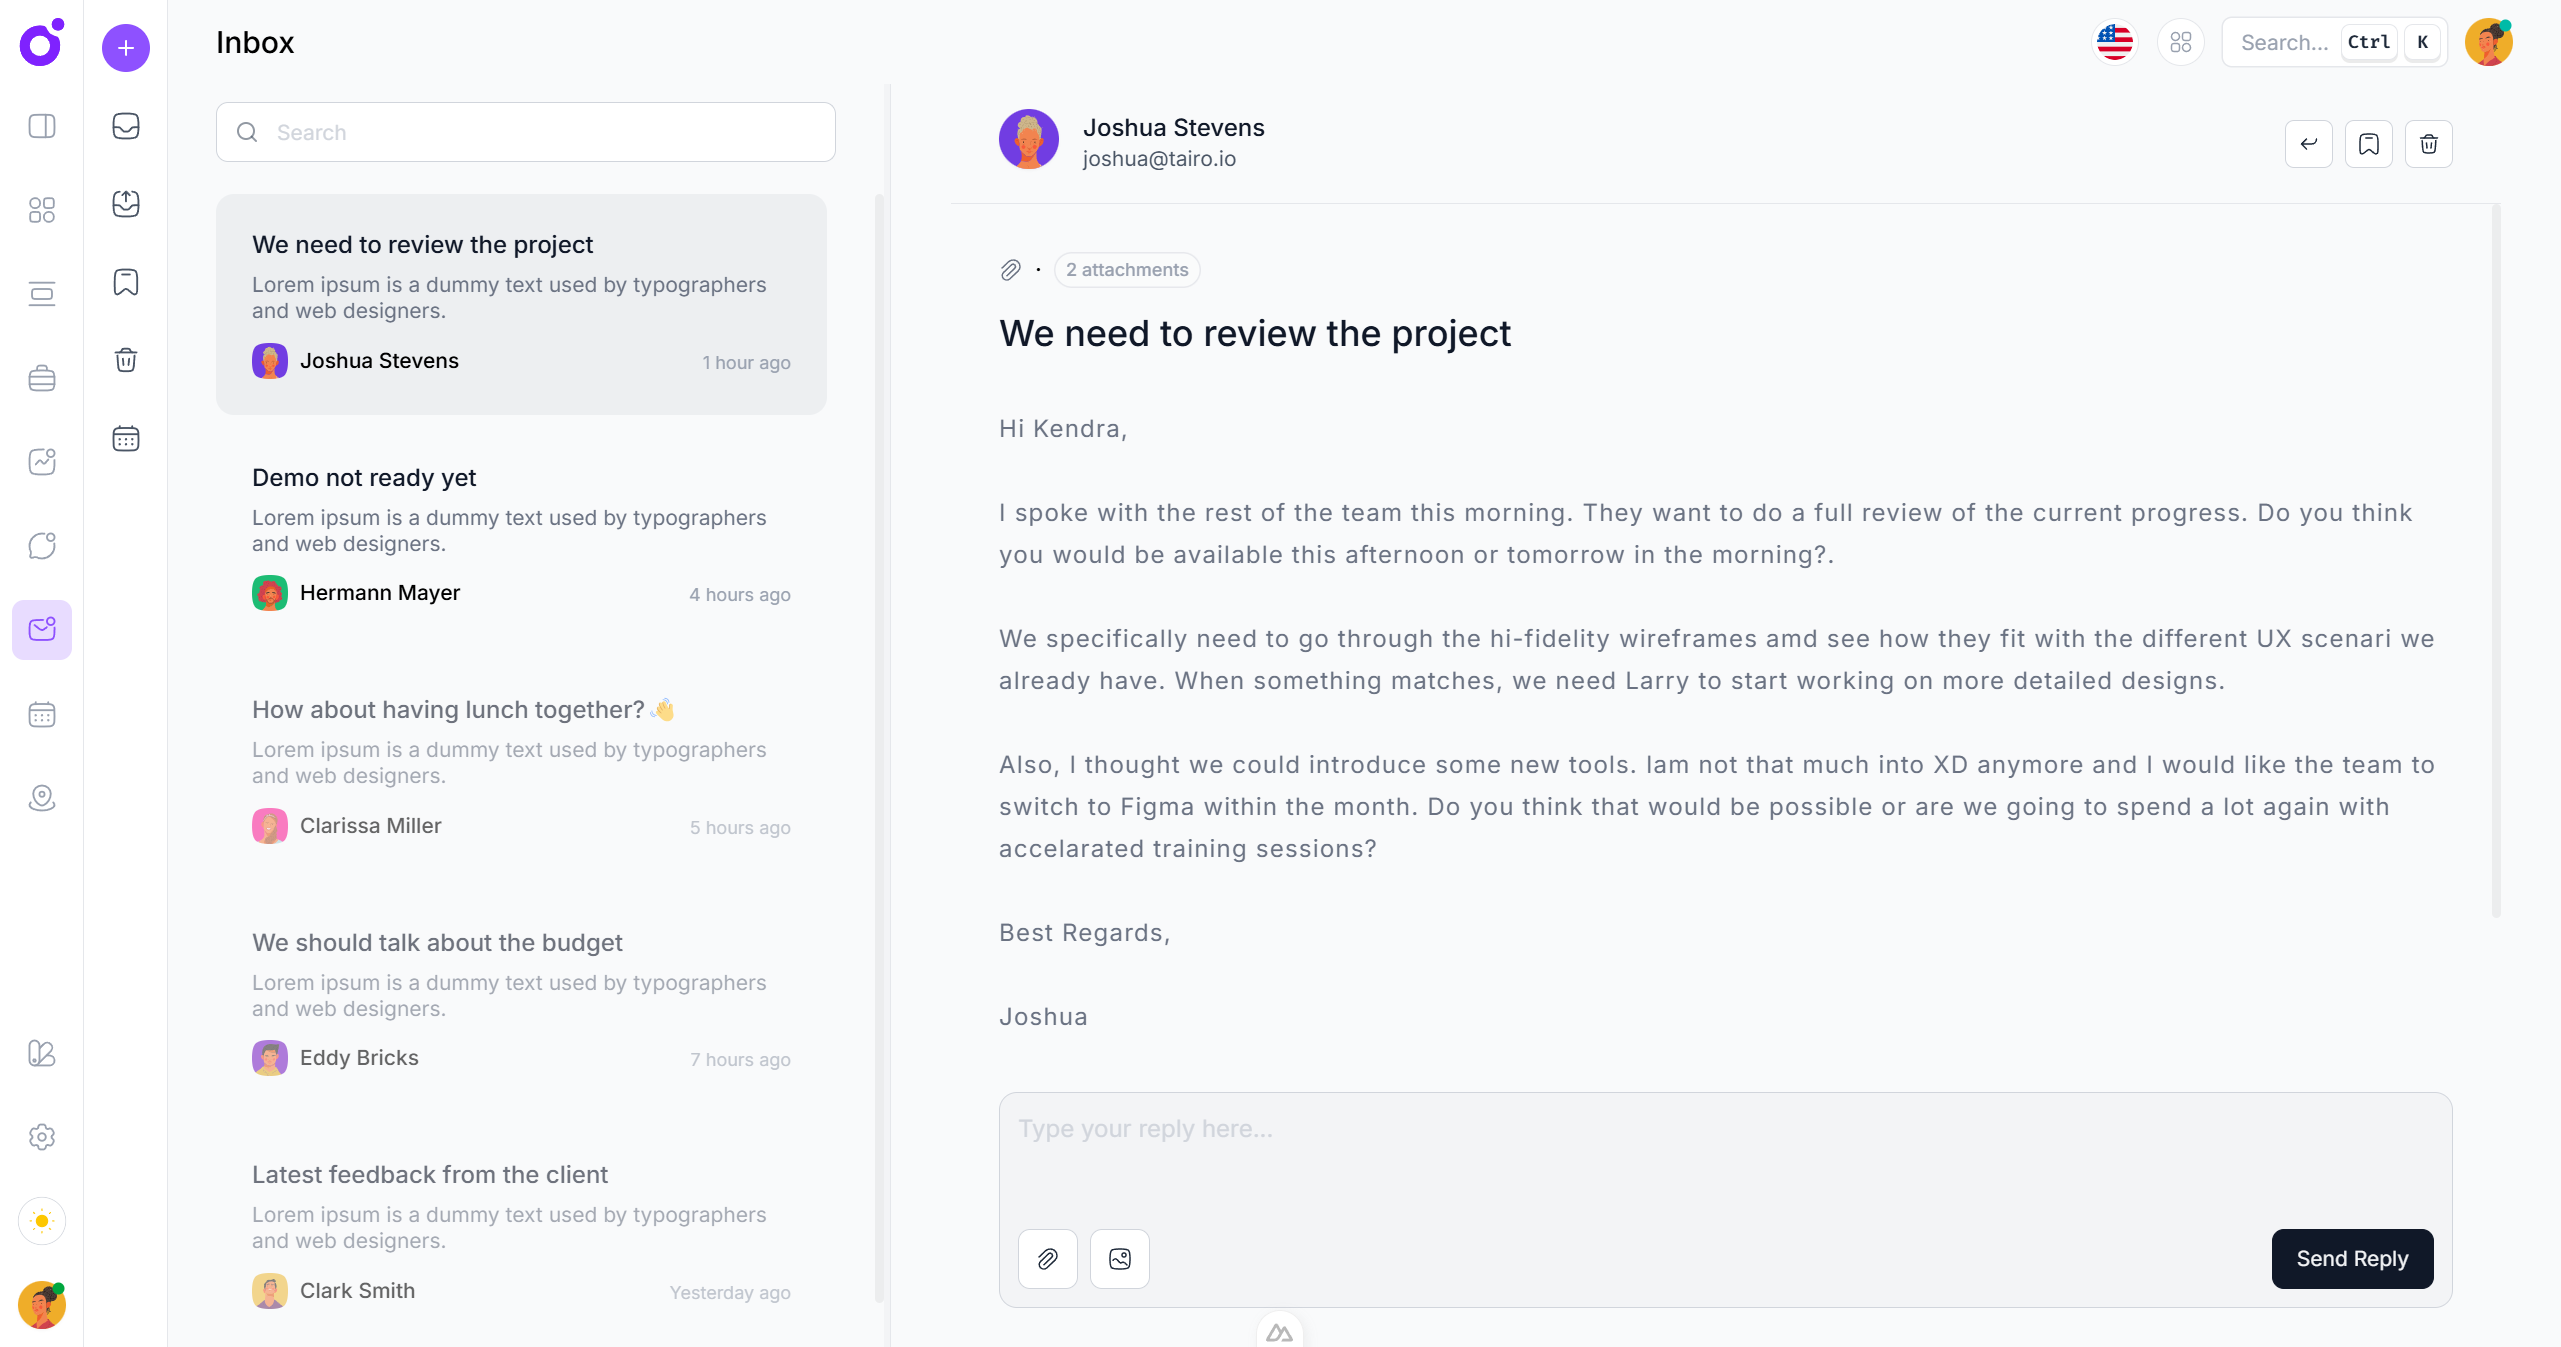 Inbox
Search...
Ctrl
K
Search
We need to review the project
Lorem ipsum is a dummy text used by typographers
and web designers.
Joshua Stevens
1 hour ago
Demo not ready yet
Lorem ipsum is a dummy text used by typographers
and web designers.
Hermann Mayer
4 hours ago
How about having lunch together? 👋
Lorem ipsum is a dummy text used by typographers
and web designers.
Clarissa Miller
5 hours ago
We should talk about the budget
Lorem ipsum is a dummy text used by typographers
and web designers.
Eddy Bricks
7 hours ago
Latest feedback from the client
Lorem ipsum is a dummy text used by typographers
and web designers.
Clark Smith
Yesterday ago
Joshua Stevens
joshua@tairo.io
· 2 attachments
We need to review the project
Hi Kendra,
I spoke with the rest of the team this morning. They want to do a full review of the current progress. Do you think
you would be available this afternoon or tomorrow in the morning?.
We specifically need to go through the hi-fidelity wireframes amd see how they fit with the different UX scenari we
already have. When something matches, we need Larry to start working on more detailed designs.
Also, I thought we could introduce some new tools. Iam not that much into XD anymore and I would like the team to
switch to Figma within the month. Do you think that would be possible or are we going to spend a lot again with
accelarated training sessions?
Best Regards,
Joshua
Type your reply here...
Send Reply